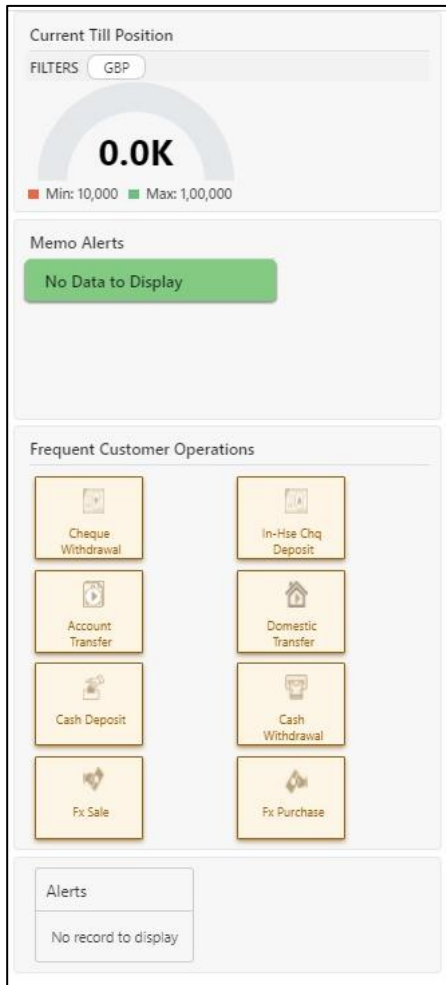 Current Till Position
FILTERS GBP
0.0K
Min: 10,000 Max: 1,00,000
Memo Alerts
No Data to Display
Frequent Customer Operations
Cheque
Withdrawal
In-Hse Chq
Deposit
Account
Transfer
Domestic
Transfer
Cash Deposit
Cash
Withdrawal
Fx Sale
Fx Purchase
Alerts
No record to display